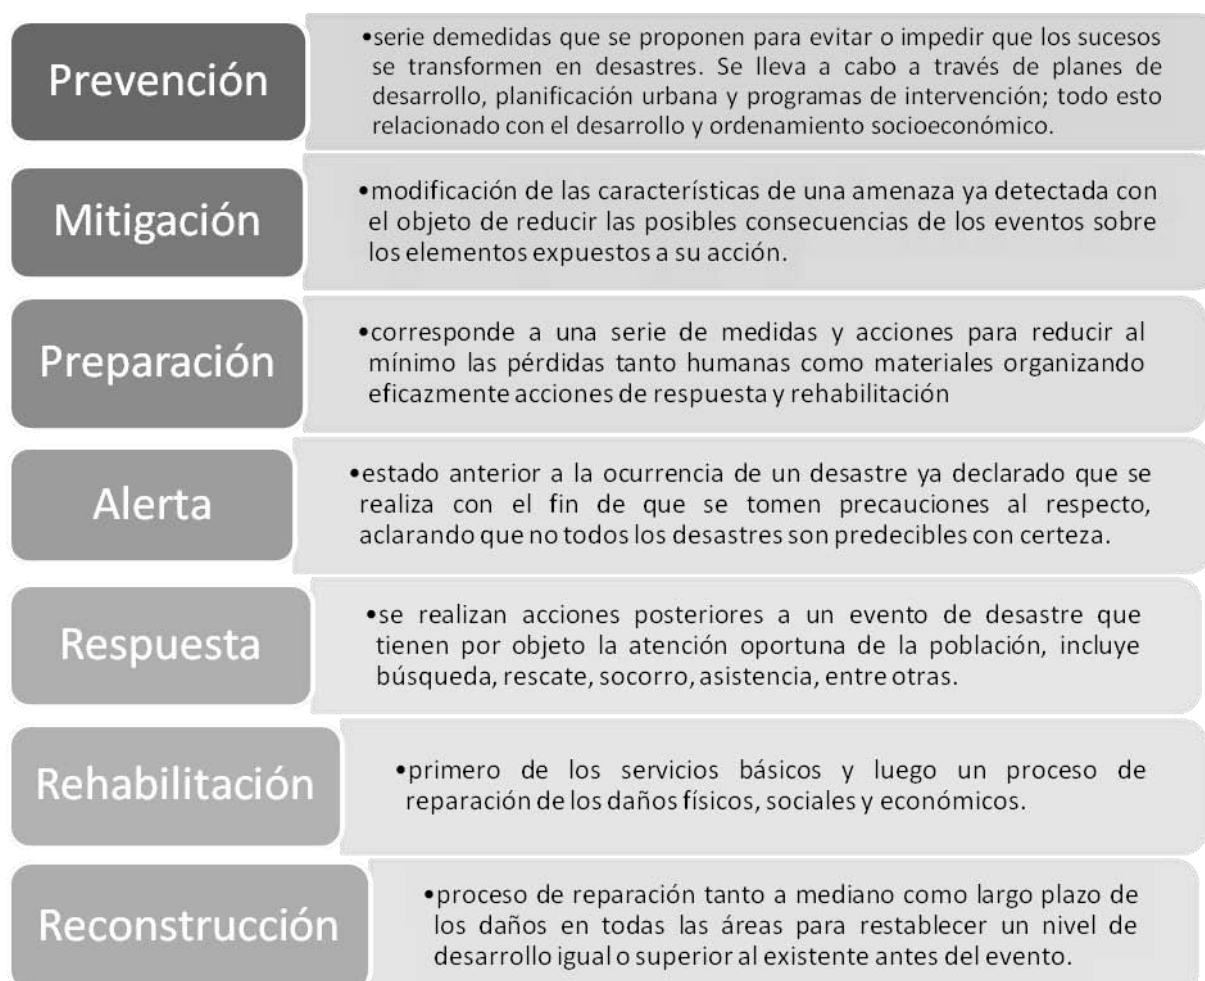 Prevención
•serie demedidas que se proponen para evitar o impedir que los sucesos
se transformen en desastres. Se lleva a cabo a través de planes de
desarrollo, planificación urbana y programas de intervención; todo esto
relacionado con el desarrollo y ordenamiento socioeconómico.
Mitigación
•modificación de las características de una amenaza ya detectada con
el objeto de reducir las posibles consecuencias de los eventos sobre
los elementos expuestos a su acción.
Preparación
•corresponde a una serie de medidas y acciones para reducir al
mínimo las pérdidas tanto humanas como materiales organizando
eficazmente acciones de respuesta y rehabilitación
Alerta
•estado anterior a la ocurrencia de un desastre ya declarado que se
realiza con el fin de que se tomen precauciones al respecto,
aclarando que no todos los desastres son predecibles con certeza.
Respuesta
•se realizan acciones posteriores a un evento de desastre que
tienen por objeto la atención oportuna de la población, incluye
búsqueda, rescate, socorro, asistencia, entre otras.
Rehabilitación
•primero de los servicios básicos y luego un proceso de
reparación de los daños físicos, sociales y económicos.
Reconstrucción
•proceso de reparación tanto a mediano como largo plazo de
los daños en todas las áreas para restablecer un nivel de
desarrollo igual o superior al existente antes del evento.